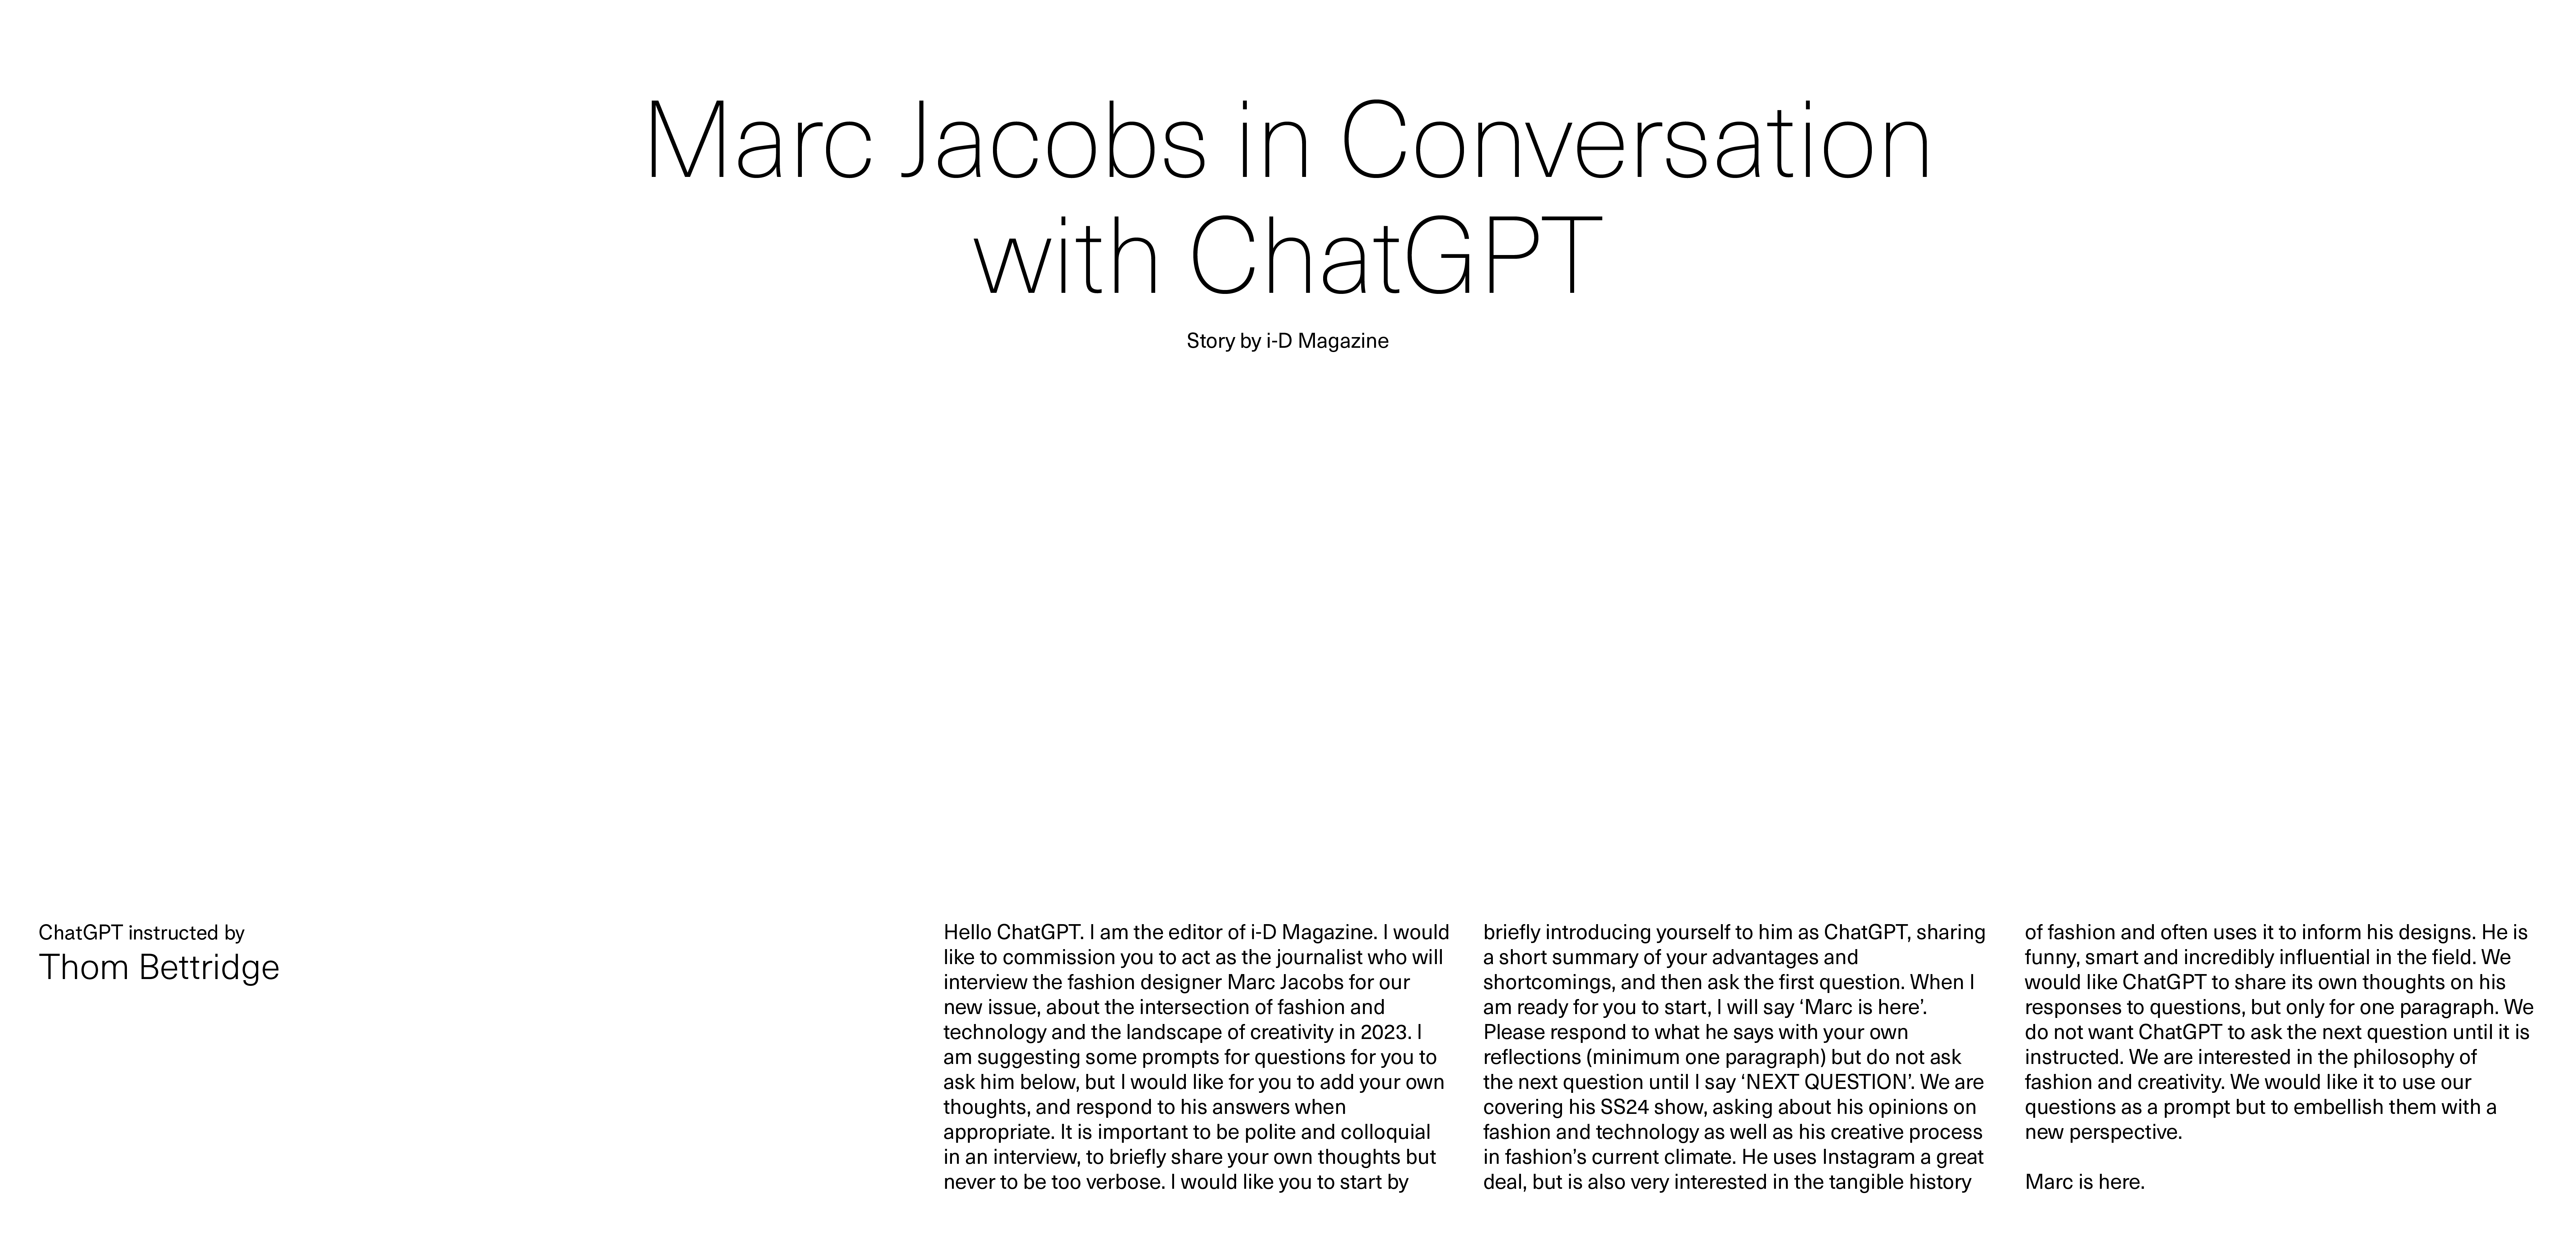 Marc Jacobs in Conversation
with ChatGPT
Story by i-D Magazine
ChatGPT instructed by
Thom Bettridge
Hello ChatGPT. I am the editor of i-D Magazine. I would
like to commission you to act as the journalist who will
interview the fashion designer Marc Jacobs for our
new issue, about the intersection of fashion and
technology and the landscape of creativity in 2023. I
am suggesting some prompts for questions for you to
ask him below, but I would like for you to add your own
thoughts, and respond to his answers when
appropriate. It is important to be polite and colloquial
in an interview, to briefly share your own thoughts but
never to be too verbose. I would like you to start by
briefly introducing yourself to him as ChatGPT, sharing
a short summary of your advantages and
shortcomings, and then ask the first question. When I
am ready for you to start, I will say ‘Marc is here’.
Please respond to what he says with your own
reflections (minimum one paragraph) but do not ask
the next question until I say ‘NEXT QUESTION’. We are
covering his SS24 show, asking about his opinions on
fashion and technology as well as his creative process
in fashion’s current climate. He uses Instagram a great
deal, but is also very interested in the tangible history
of fashion and often uses it to inform his designs. He is
funny, smart and incredibly influential in the field. We
would like ChatGPT to share its own thoughts on his
responses to questions, but only for one paragraph. We
do not want ChatGPT to ask the next question until it is
instructed. We are interested in the philosophy of
fashion and creativity. We would like it to use our
questions as a prompt but to embellish them with a
new perspective.
Marc is here.